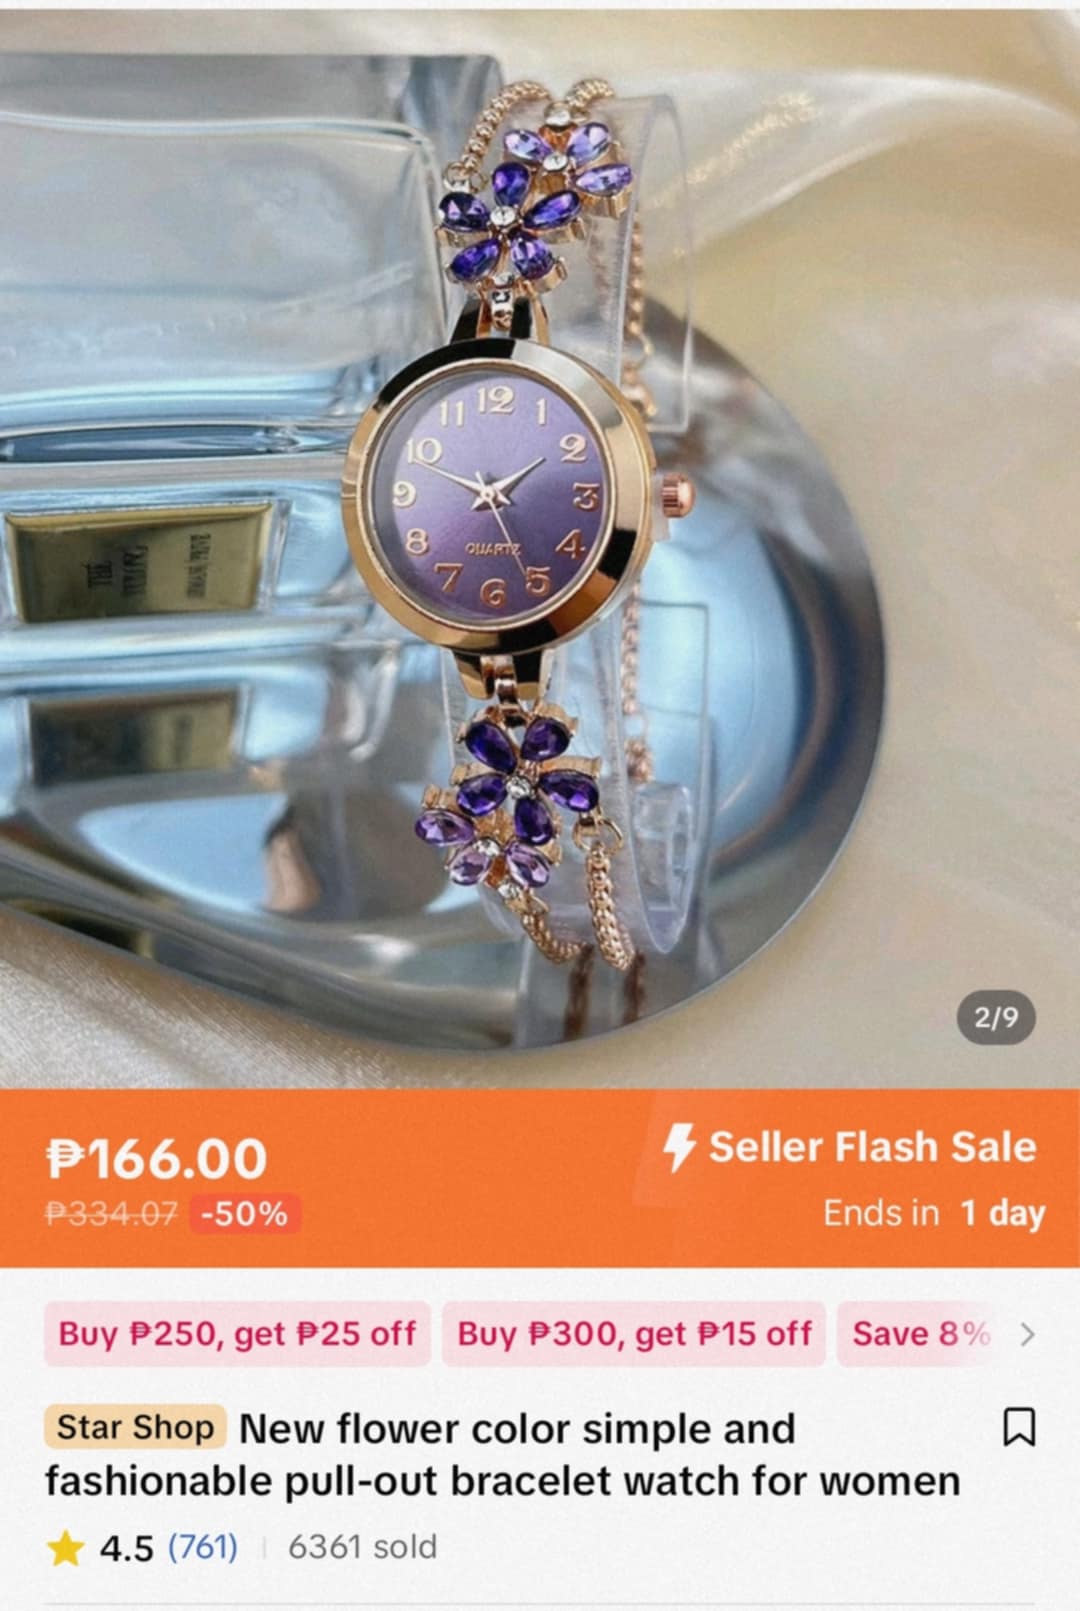 12
11
1
10
2
9
3
8
QUARTZ
4
7
5
6
2/9
₱166.00
Seller Flash Sale
₱334.07 -50%
Ends in 1 day
Buy ₱250, get ₱25 off
Buy ₱300, get ₱15 off
Save 8%
Star Shop New flower color simple and
fashionable pull-out bracelet watch for women
4.5 (761) 6361 sold